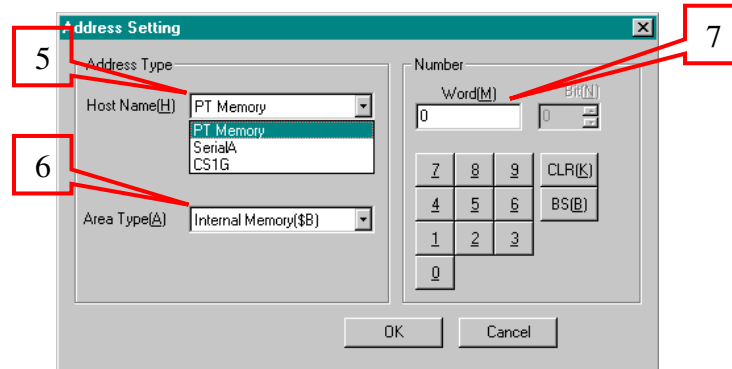 Address Setting
5
7
Address Type
Number
Host Name(H)
PT Memory
PT Memory
SerialA
CS1G
Word(M)
Bit(N)
0
0
6
Area Type(A)
Internal Memory($B)
7 8 9 CLR(K)
4 5 6 BS(B)
1 2 3
0
OK Cancel